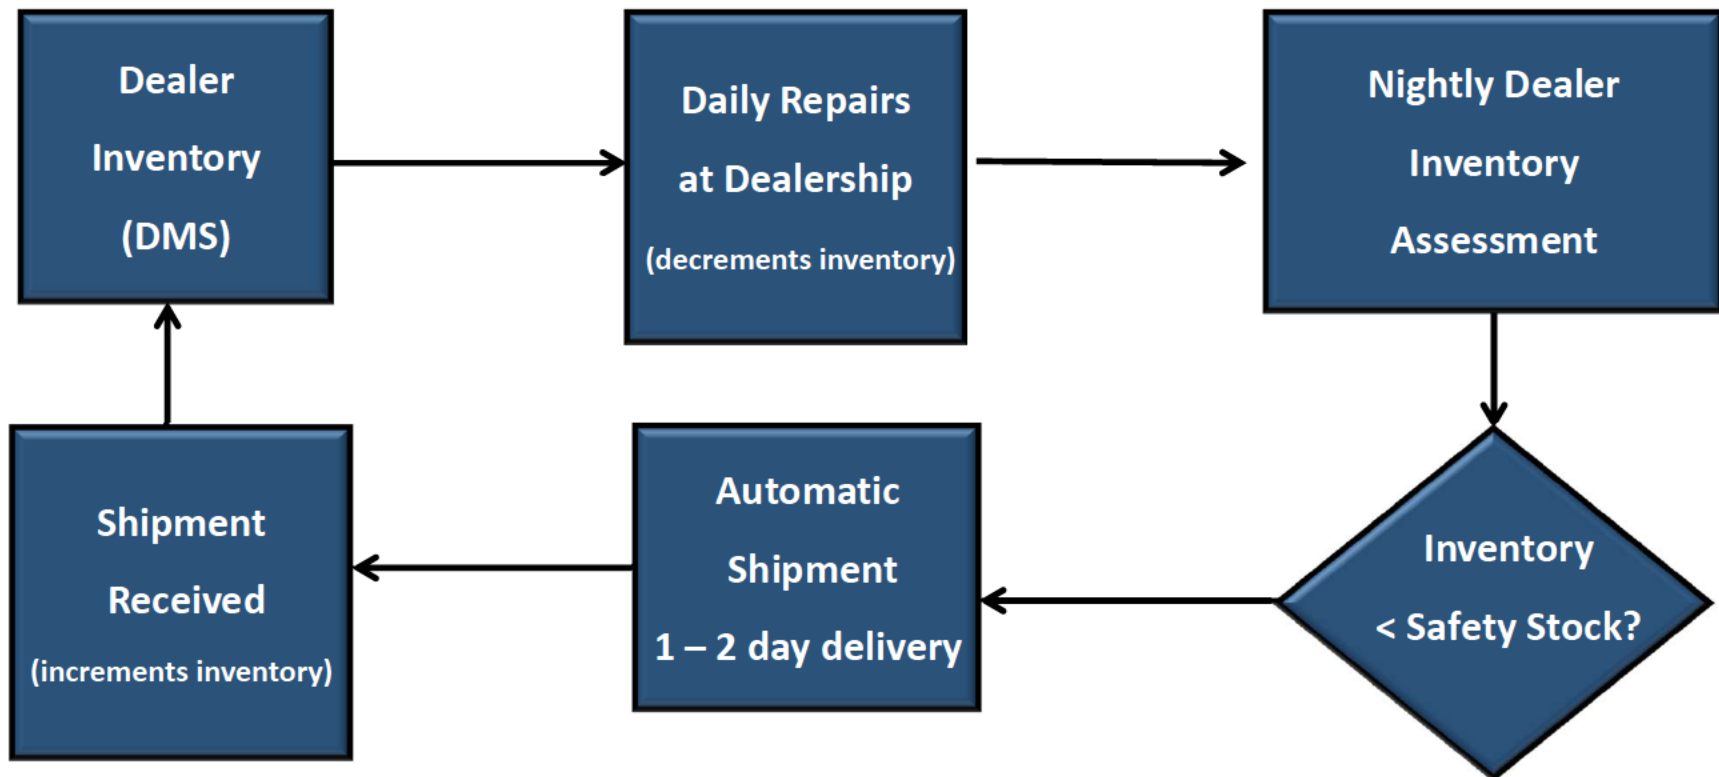 Dealer
Inventory
(DMS)
Daily Repairs
at Dealership
(decrements inventory)
Nightly Dealer
Inventory
Assessment
Inventory
< Safety Stock?
Automatic
Shipment
1 – 2 day delivery
Shipment
Received
(increments inventory)